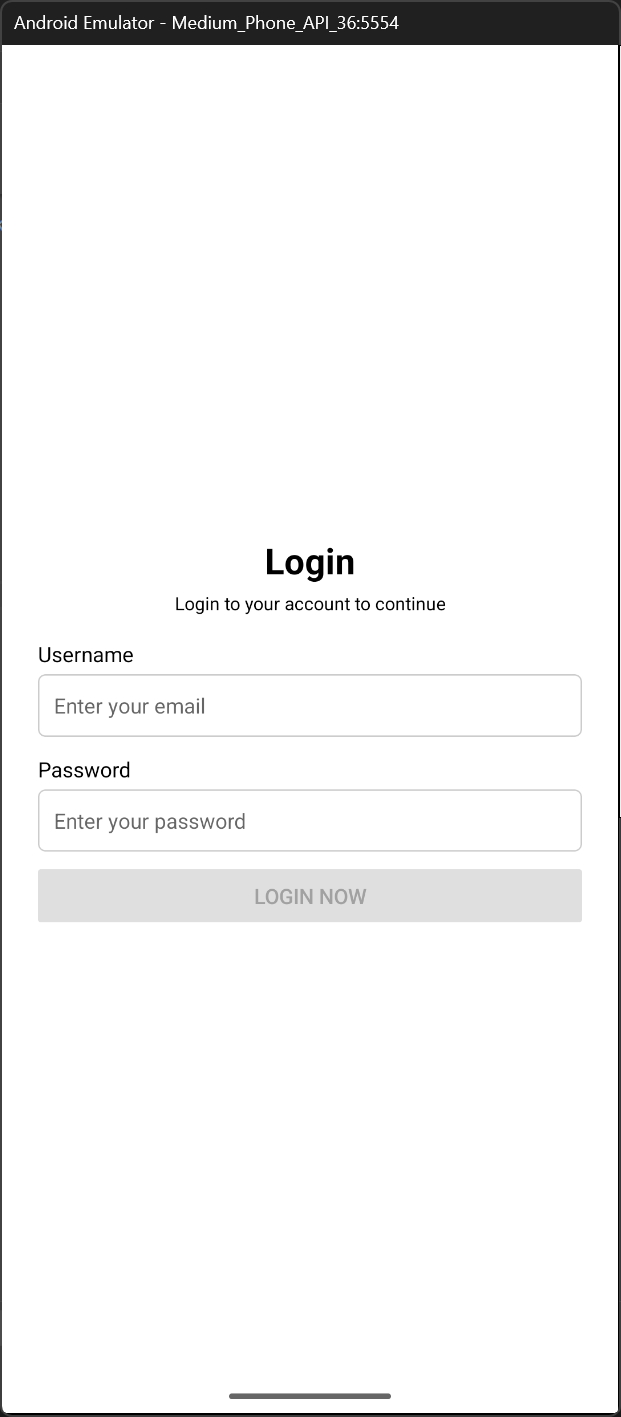 Android Emulator - Medium_Phone_API_36:5554
Login
Login to your account to continue
Username
Enter your email
Password
Enter your password
LOGIN NOW